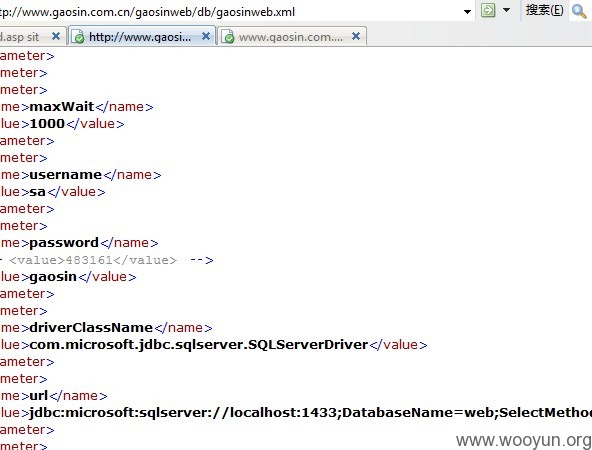 tp://www.gaosin.com.cn/gaosinweb/db/gaosinweb.xml 搜索(E)
d.asp sit http://www.gaosi... www.gaosin.com....
ameter>
meter>
meter>
me>maxWait</name>
lue>1000</value>
ameter>
meter>
me>username</name>
lue>sa</value>
ameter>
meter>
me>password</name>
- <value>483161</value> -->
lue>gaosin</value>
ameter>
meter>
me>driverClassName</name>
lue>com.microsoft.jdbc.sqlserver.SQLServerDriver</value>
ameter>
meter>
me>url</name>
lue>jdbc:microsoft:sqlserver://localhost:1433;DatabaseName=web;SelectMethod
ameter>
meter>
www.wooyun.org